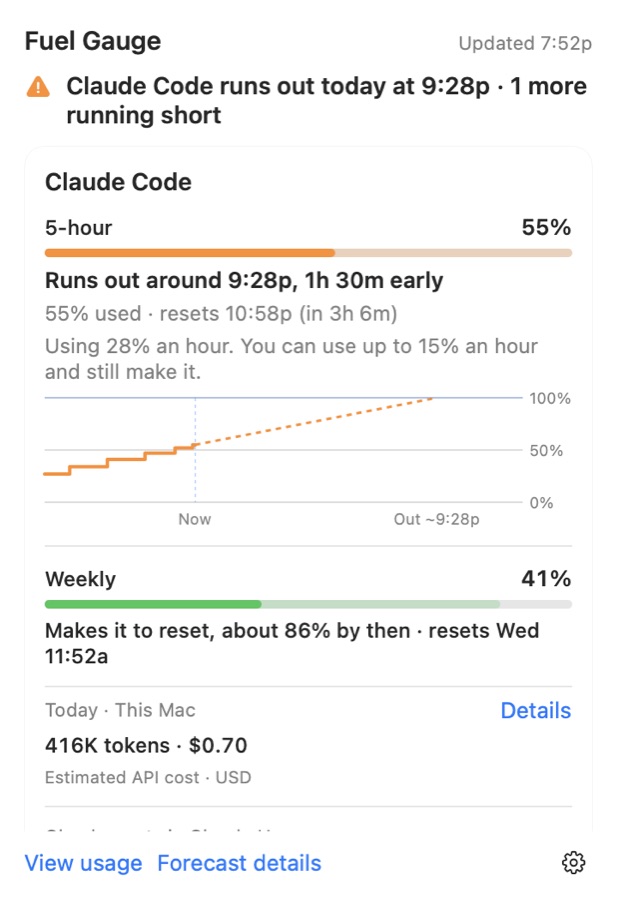 Fuel Gauge
Updated 7:52p
Claude Code runs out today at 9:28p · 1 more
running short
Claude Code
5-hour
55%
Runs out around 9:28p, 1h 30m early
55% used · resets 10:58p (in 3h 6m)
Using 28% an hour. You can use up to 15% an hour
and still make it.
100%
50%
0%
Now
Out ~9:28p
Weekly
41%
Makes it to reset, about 86% by then · resets Wed
11:52a
Today · This Mac
Details
416K tokens · $0.70
Estimated API cost · USD
View usage
Forecast details